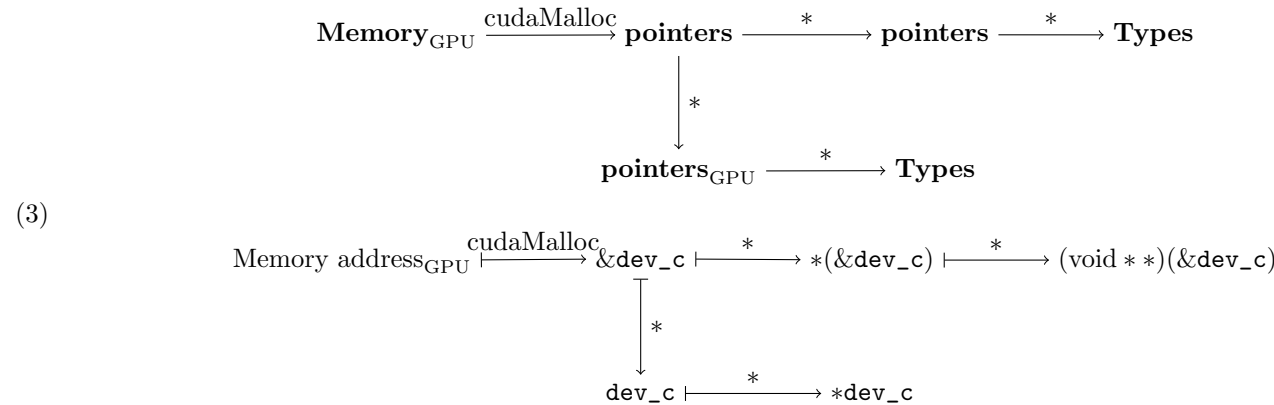 cudaMalloc * *
Memory_GPU pointers pointers Types
*
*
pointers_GPU Types
(3)
cudaMalloc * *
Memory address_GPU &dev_c *(&dev_c) (void * *)(&dev_c)
*
*
dev_c *dev_c